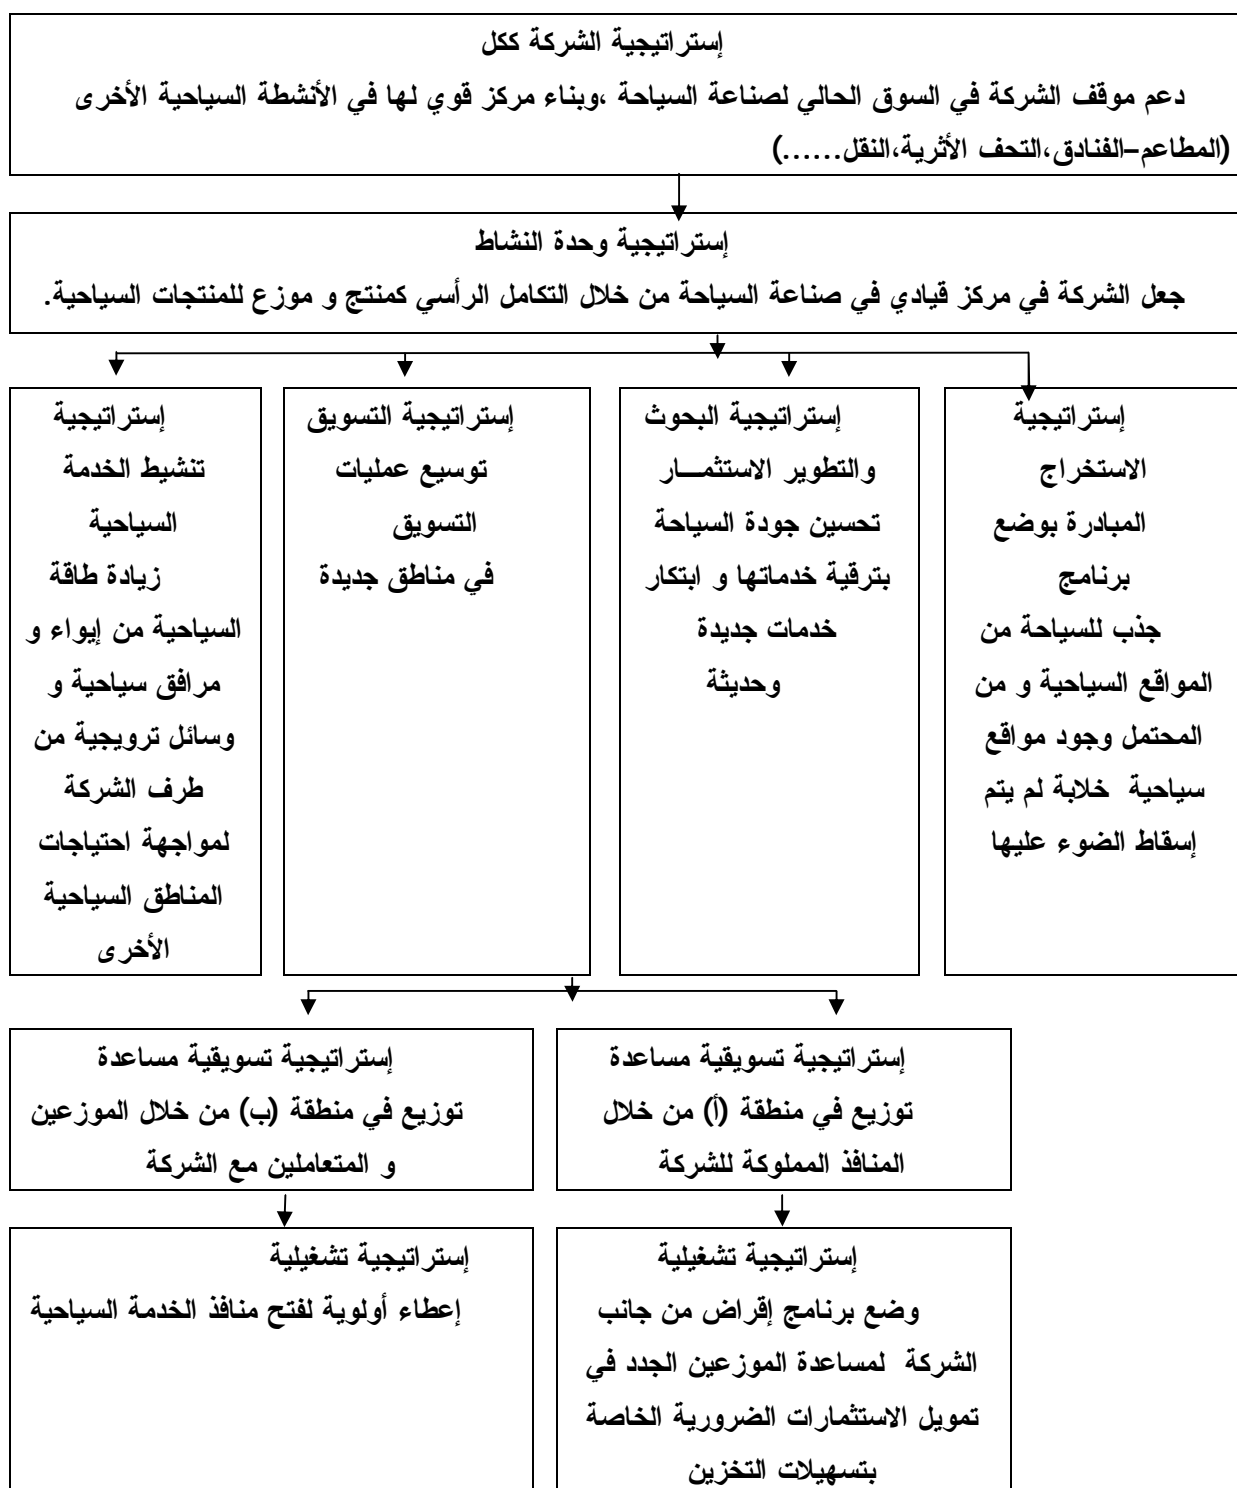 إستراتيجية الشركة ككل
دعم موقف الشركة في السوق الحالي لصناعة السياحة ،وبناء مركز قوي لها في الأنشطة السياحية الأخرى
(المطاعم–الفنادق،التحف الأثرية،النقل......)
إستراتيجية وحدة النشاط
جعل الشركة في مركز قيادي في صناعة السياحة من خلال التكامل الرأسي كمنتج و موزع للمنتجات السياحية.
إستراتيجية
الاستخراج
المبادرة بوضع
برنامج
جذب للسياحة من
المواقع السياحية و من
المحتمل وجود مواقع
سياحية خلابة لم يتم
إسقاط الضوء عليها
إستراتيجية البحوث
والتطوير الاستثمـــار
تحسين جودة السياحة
بترقية خدماتها و ابتكار
خدمات جديدة
وحديثة
إستراتيجية التسويق
توسيع عمليات
التسويق
في مناطق جديدة
إستراتيجية
تنشيط الخدمة
السياحية
زيادة طاقة
السياحية من إيواء و
مرافق سياحية و
وسائل ترويجية من
طرف الشركة
لمواجهة احتياجات
المناطق السياحية
الأخرى
إستراتيجية تسويقية مساعدة
توزيع في منطقة (أ) من خلال
المنافذ المملوكة للشركة
إستراتيجية تسويقية مساعدة
توزيع في منطقة (ب) من خلال الموزعين
و المتعاملين مع الشركة
إستراتيجية تشغيلية
وضع برنامج إقراض من جانب
الشركة لمساعدة الموزعين الجدد في
تمويل الاستثمارات الضرورية الخاصة
بتسهيلات التخزين
إستراتيجية تشغيلية
إعطاء أولوية لفتح منافذ الخدمة السياحية